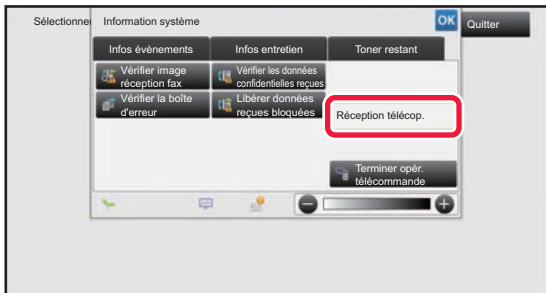 Sélectionne
Information système
OK
Quitter
Infos évènements
Infos entretien
Toner restant
Vérifier image
réception fax
Vérifier les données
confidentielles reçues
Vérifier la boîte
d'erreur
Libérer données
reçues bloquées
Réception télécop.
Terminer opér.
télécommande